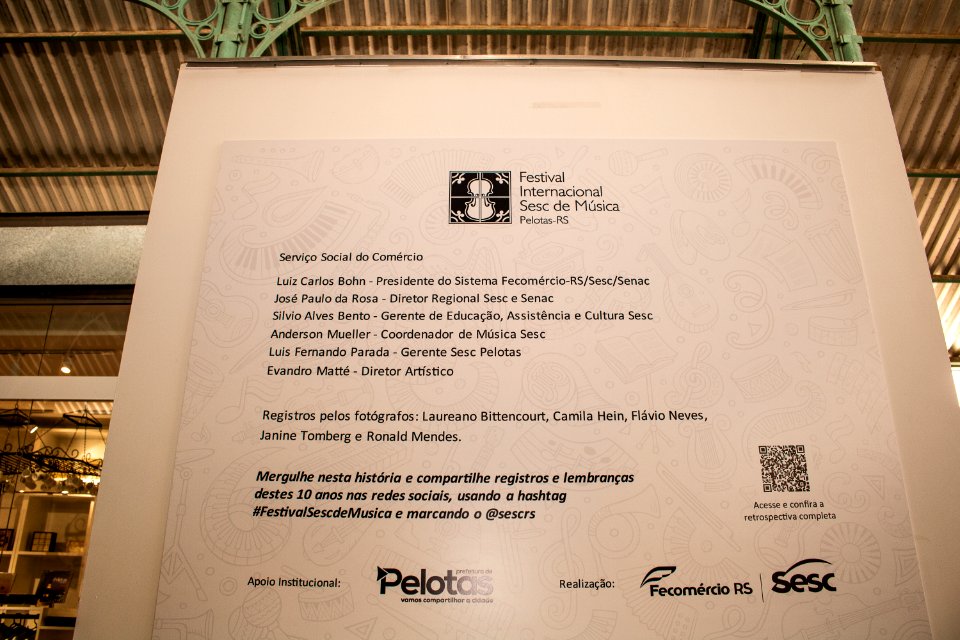 Festival
Internacional
Sesc de Música
Pelotas-RS
Serviço Social do Comércio
Luiz Carlos Bohn - Presidente do Sistema Fecomércio-RS/Sesc/Senac
José Paulo da Rosa - Diretor Regional Sesc e Senac
Silvio Alves Bento - Gerente de Educação, Assistência e Cultura Sesc
Anderson Mueller - Coordenador de Música Sesc
Luis Fernando Parada - Gerente Sesc Pelotas
Evandro Matté - Diretor Artístico
Registros pelos fotógrafos: Laureano Bittencourt, Camila Hein, Flávio Neves,
Janine Tomberg e Ronald Mendes.
Mergulhe nesta história e compartilhe registros e lembranças
destes 10 anos nas redes sociais, usando a hashtag
#FestivalSescdeMusica e marcando o @sescrs
Acesse e confira a
retrospectiva completa
Apoio Institucional:
prefeitura de
Pelotas
vamos compartilhar a cidade
Realização:
Fecomércio RS
Sesc